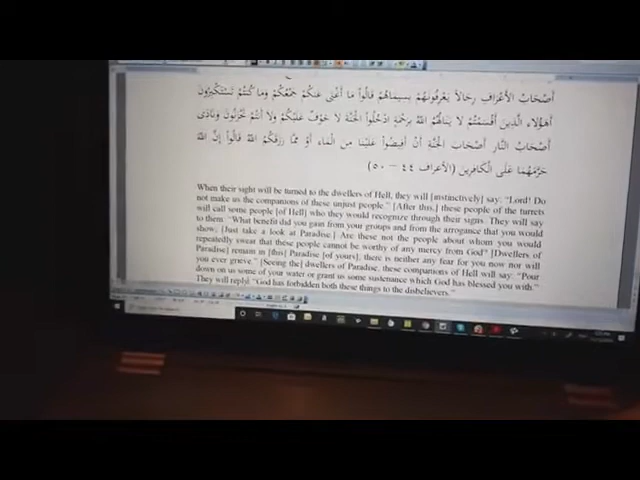 أَصْحَابُ الأَعْرَافِ رِجَالاً يَعْرِفُونَهُمْ بِسِيمَاهُمْ قَالُواْ مَا أَغْنَى عَنكُمْ جَمْعُكُمْ وَمَا كُنتُمْ تَسْتَكْبِرُونَ
أَهَؤُلاء الَّذِينَ أَقْسَمْتُمْ لاَ يَنَالُهُمُ اللّهُ بِرَحْمَةٍ ادْخُلُواْ الْجَنَّةَ لاَ خَوْفٌ عَلَيْكُمْ وَلاَ أَنتُمْ تَحْزَنُونَ وَنَادَى
أَصْحَابُ النَّارِ أَصْحَابَ الْجَنَّةِ أَنْ أَفِيضُواْ عَلَيْنَا مِنَ الْمَاء أَوْ مِمَّا رَزَقَكُمُ اللّهُ قَالُواْ إِنَّ اللّهَ
حَرَّمَهُمَا عَلَى الْكَافِرِينَ (الأعراف ٤٤ – ٥٠)
When their sight will be turned to the dwellers of Hell, they will [instinctively] say: "Lord! Do
not make us the companions of these unjust people." [After this,] these people of the turrets
will call some people [of Hell] who they would recognize through their signs. They will say
to them: "What benefit did you gain from your groups and from the arrogance that you would
show. [Just take a look at Paradise.] Are these not the people about whom you would
repeatedly swear that these people cannot be worthy of any mercy from God" [Dwellers of
Paradise] remain in [this] Paradise [of yours]; there is neither any fear for you now nor will
you ever grieve." [Seeing the] dwellers of Paradise, these companions of Hell will say: "Pour
down on us some of your water or grant us some sustenance which God has blessed you with."
They will reply: "God has forbidden both these things to the disbelievers."